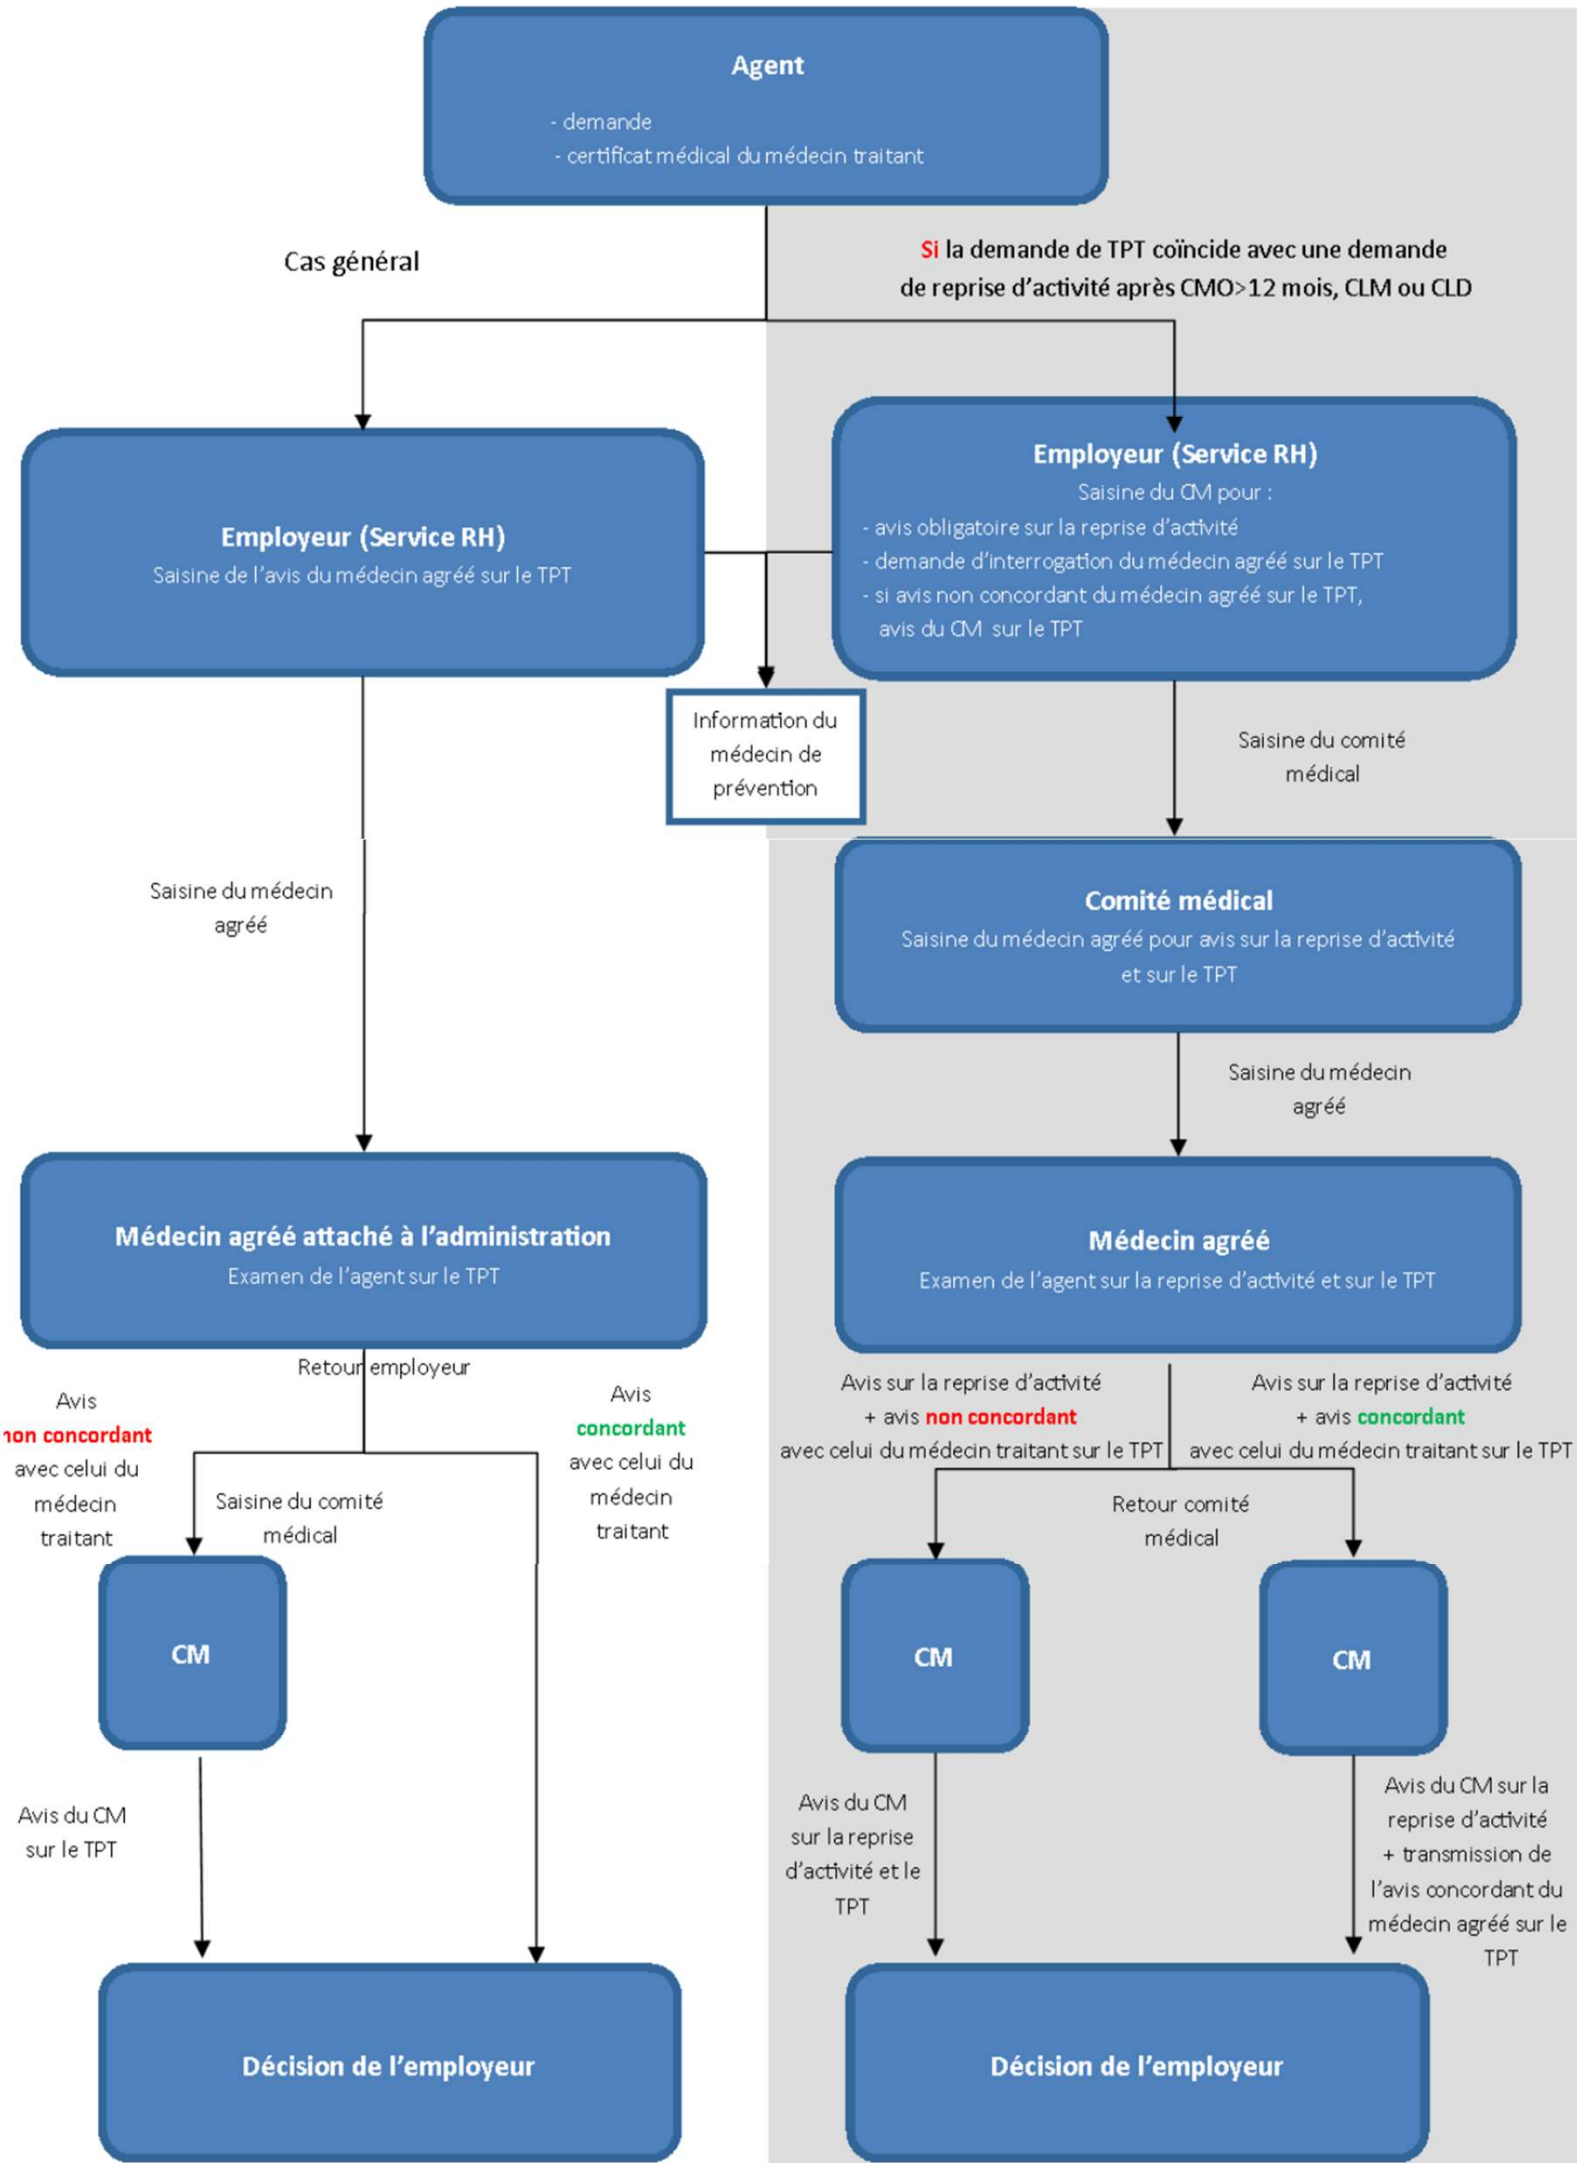 Agent
- demande
- certificat médical du médecin traitant
Cas général
Si la demande de TPT coïncide avec une demande
de reprise d'activité après CMO>12 mois, CLM ou CLD
Employeur (Service RH)
Saisine de l'avis du médecin agréé sur le TPT
Employeur (Service RH)
Saisine du CM pour :
- avis obligatoire sur la reprise d'activité
- demande d'interrogation du médecin agréé sur le TPT
- si avis non concordant du médecin agréé sur le TPT,
avis du CM sur le TPT
Information du
médecin de
prévention
Saisine du comité
médical
Saisine du médecin
agréé
Comité médical
Saisine du médecin agréé pour avis sur la reprise d'activité
et sur le TPT
Saisine du médecin
agréé
Médecin agréé attaché à l'administration
Examen de l'agent sur le TPT
Médecin agréé
Examen de l'agent sur la reprise d'activité et sur le TPT
Retour employeur
Avis
non concordant
avec celui du
médecin
traitant
Saisine du comité
médical
Avis
concordant
avec celui du
médecin
traitant
Avis sur la reprise d'activité
+ avis non concordant
avec celui du médecin traitant sur le TPT
Avis sur la reprise d'activité
+ avis concordant
avec celui du médecin traitant sur le TPT
Retour comité
médical
CM
CM
CM
Avis du CM
sur le TPT
Avis du CM
sur la reprise
d'activité et le
TPT
Avis du CM sur la
reprise d'activité
+ transmission de
l'avis concordant du
médecin agréé sur le
TPT
Décision de l'employeur
Décision de l'employeur